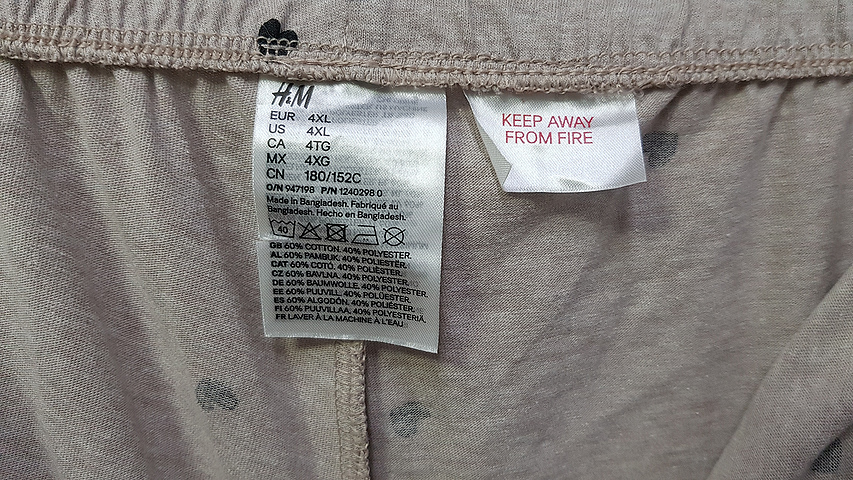 H&M
EUR 4XL
US 4XL
CA 4TG
MX 4XG
CN 180/152C
O/N 947198 P/N 1240298 0
Made in Bangladesh. Fabriqué au
Bangladesh. Hecho en Bangladesh.
40
GB 60% COTTON. 40% POLYESTER.
AL 60% PAMBUK. 40% POLIESTËR.
CAT 60% COTÓ. 40% POLIÈSTER.
CZ 60% BAVLNA. 40% POLYESTER.
DE 60% BAUMWOLLE. 40% POLYESTER.
EE 60% PUUVILL. 40% POLÜESTER.
ES 60% ALGODÓN. 40% POLIÉSTER.
FI 60% PUUVILLAA. 40% POLYESTERIÄ.
FR LAVER À LA MACHINE À L'EAU
KEEP AWAY
FROM FIRE